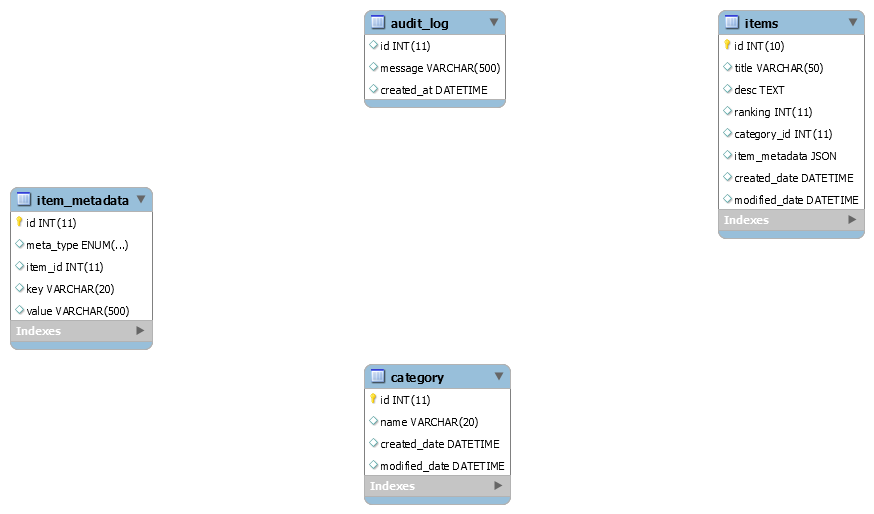 audit_log
id INT(11)
message VARCHAR(500)
created_at DATETIME
items
id INT(10)
title VARCHAR(50)
desc TEXT
ranking INT(11)
category_id INT(11)
item_metadata JSON
created_date DATETIME
modified_date DATETIME
Indexes
item_metadata
id INT(11)
meta_type ENUM(...)
item_id INT(11)
key VARCHAR(20)
value VARCHAR(500)
Indexes
category
id INT(11)
name VARCHAR(20)
created_date DATETIME
modified_date DATETIME
Indexes